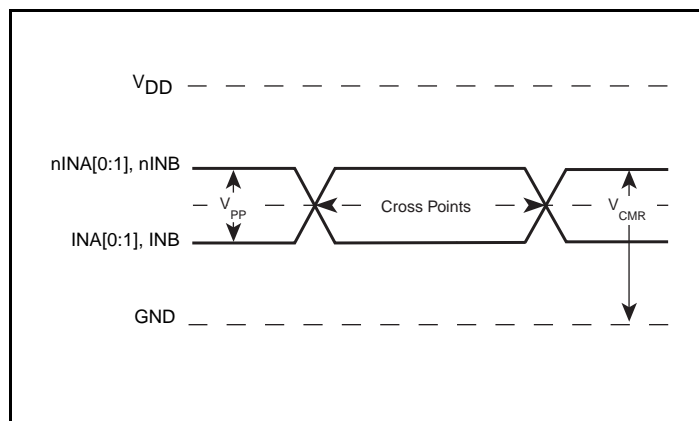 VDD
nINA[0:1], nINB
VPP
Cross Points
VCMR
INA[0:1], INB
GND